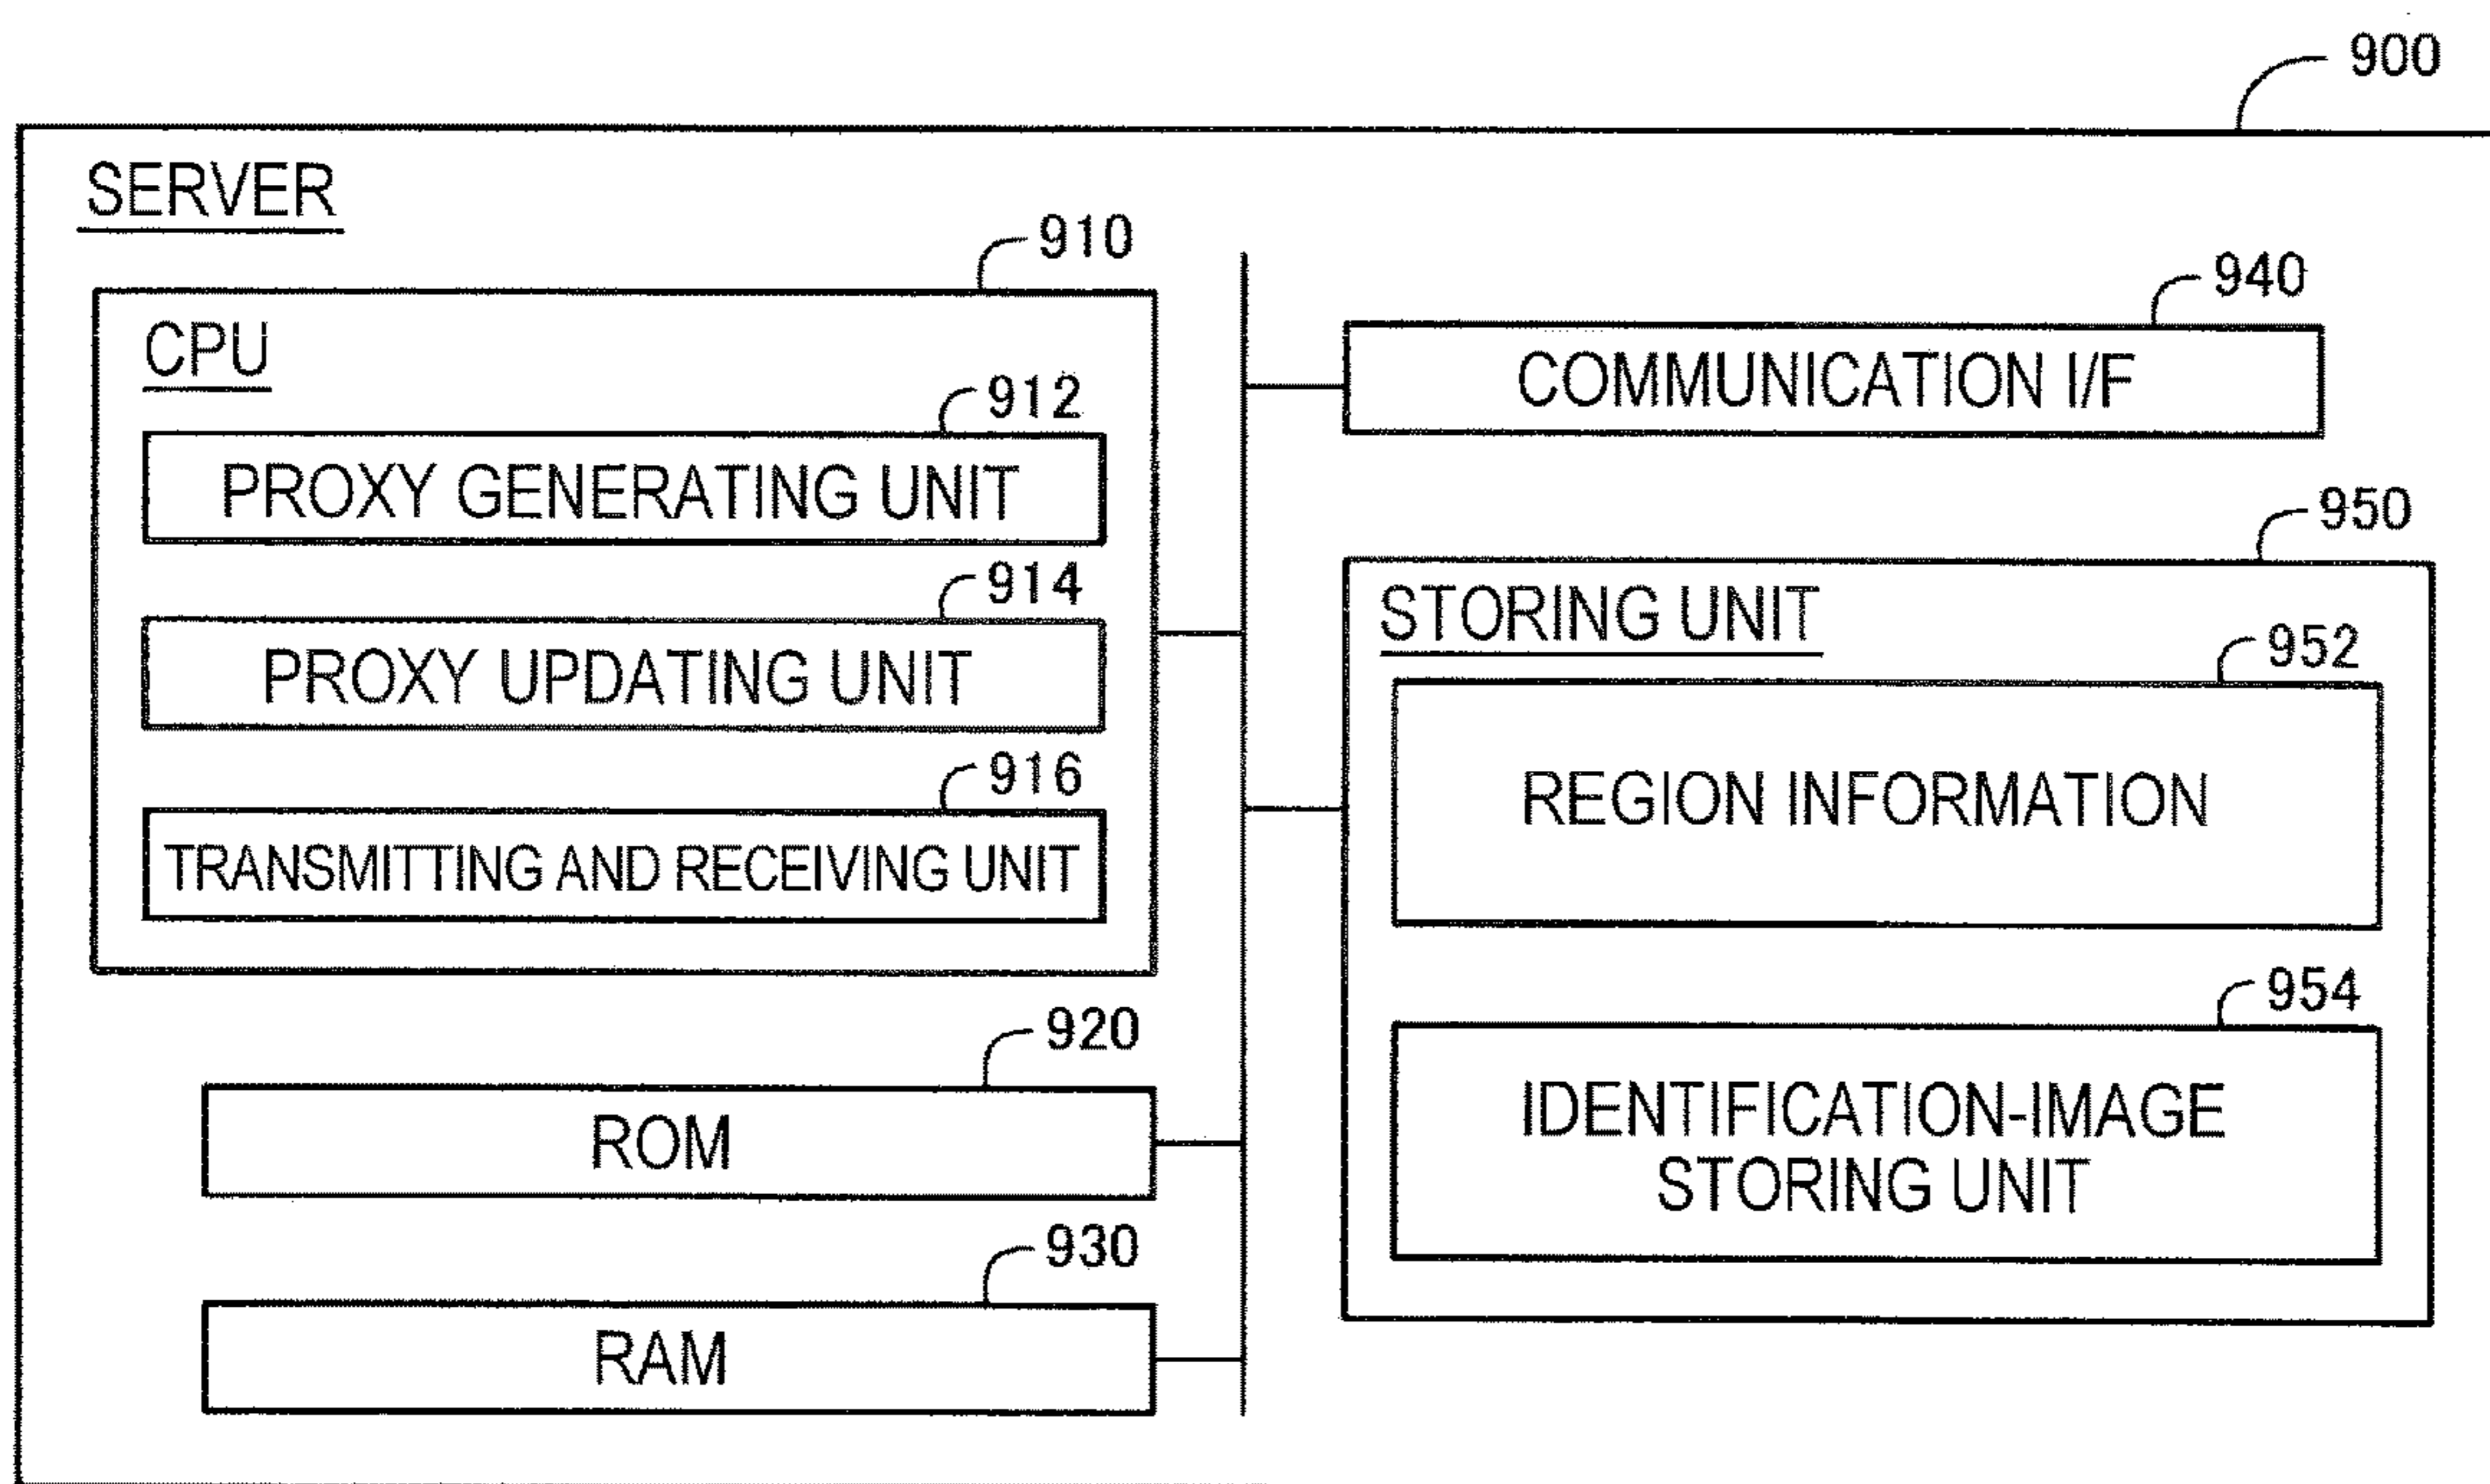 900
SERVER
910
CPU
912
PROXY GENERATING UNIT
914
PROXY UPDATING UNIT
916
TRANSMITTING AND RECEIVING UNIT
920
ROM
930
RAM
940
COMMUNICATION I/F
950
STORING UNIT
952
REGION INFORMATION
954
IDENTIFICATION-IMAGE
STORING UNIT